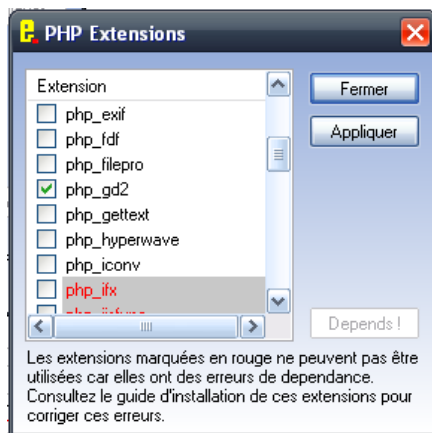 PHP Extensions
Extension
php_exif
php_fdf
php_filepro
php_gd2
php_gettext
php_hyperwave
php_iconv
php_ifx
Fermer
Appliquer
Depends !
Les extensions marquées en rouge ne peuvent pas être
utilisées car elles ont des erreurs de dependance.
Consultez le guide d'installation de ces extensions pour
corriger ces erreurs.